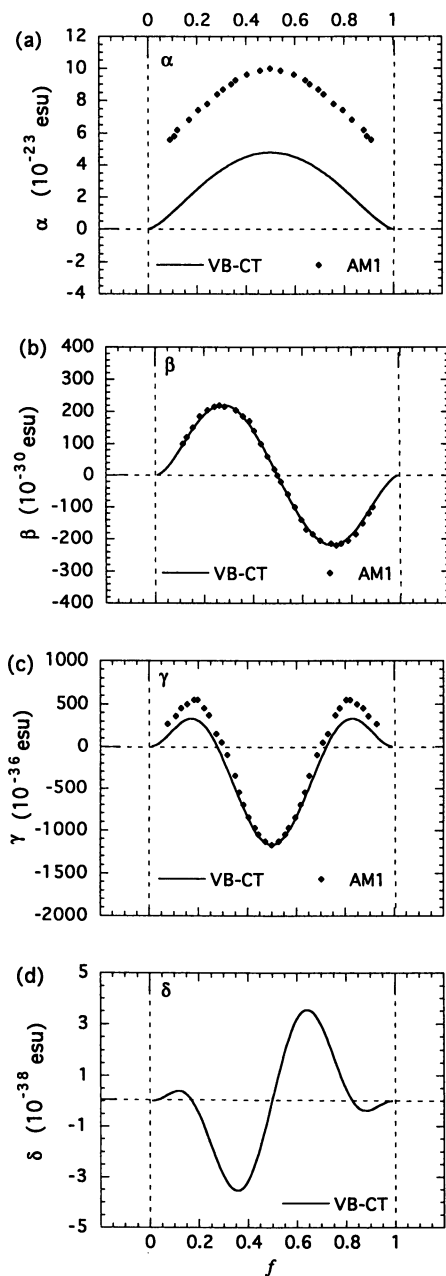 0 0.2 0.4 0.6 0.8 1
(a)
α
12
10
8
6
4
2
0
-2
-4
α (10⁻²³ esu)
VB-CT AM1
(b)
β
400
300
200
100
0
-100
-200
-300
-400
β (10⁻³⁰ esu)
VB-CT AM1
(c)
γ
1000
500
0
-500
-1000
-1500
-2000
γ (10⁻³⁶ esu)
VB-CT AM1
(d)
δ
5
3
1
-1
-3
-5
δ (10⁻³⁸ esu)
VB-CT
0 0.2 0.4 0.6 0.8 1
f